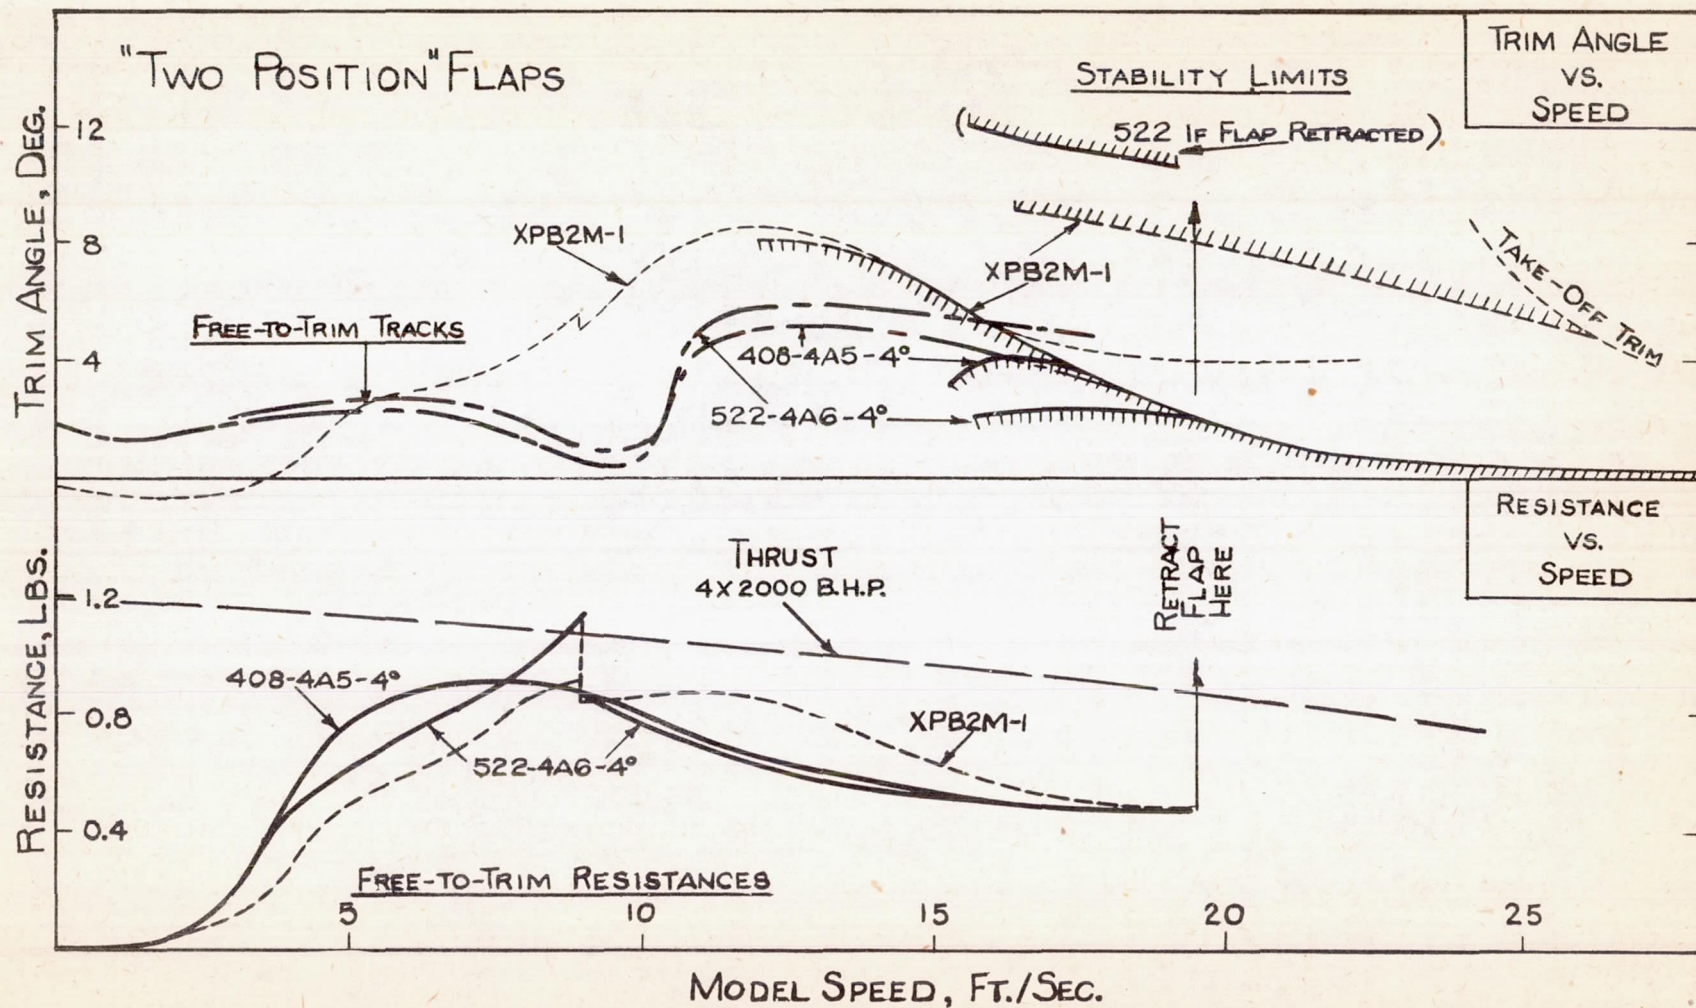 "TWO POSITION" FLAPS
STABILITY LIMITS
(522 IF FLAP RETRACTED)
TRIM ANGLE
VS.
SPEED
TRIM ANGLE, DEG.
12
8
4
XPB2M-1
XPB2M-1
TAKE-OFF TRIM
FREE-TO-TRIM TRACKS
408-4A5-4°
522-4A6-4°
RESISTANCE
VS.
SPEED
RESISTANCE, LBS.
1.2
0.8
0.4
THRUST
4X2000 B.H.P.
RETRACT
FLAP
HERE
408-4A5-4°
522-4A6-4°
XPB2M-1
FREE-TO-TRIM RESISTANCES
5
10
15
20
25
MODEL SPEED, FT./SEC.